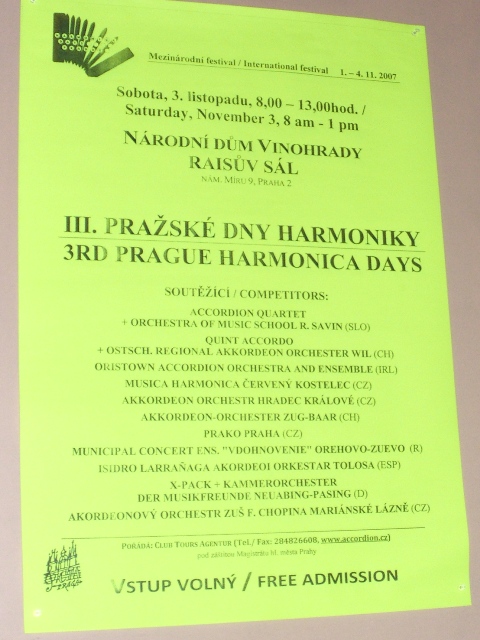 Mezinárodní festival / International festival 1. – 4. 11. 2007
Sobota, 3. listopadu, 8,00 – 13,00hod. /
Saturday, November 3, 8 am - 1 pm
NÁRODNÍ DŮM VINOHRADY
RAISŮV SÁL
NÁM. MÍRU 9, PRAHA 2
III. PRAŽSKÉ DNY HARMONIKY
3RD PRAGUE HARMONICA DAYS
SOUTĚŽÍCÍ / COMPETITORS:
ACCORDION QUARTET
+ ORCHESTRA OF MUSIC SCHOOL R. SAVIN (SLO)
QUINT ACCORDO
+ OSTSCH. REGIONAL AKKORDEON ORCHESTER WIL (CH)
ORISTOWN ACCORDION ORCHESTRA AND ENSEMBLE (IRL)
MUSICA HARMONICA ČERVENÝ KOSTELEC (CZ)
AKKORDEON ORCHESTR HRADEC KRÁLOVÉ (CZ)
AKKORDEON-ORCHESTER ZUG-BAAR (CH)
PRAKO PRAHA (CZ)
MUNICIPAL CONCERT ENS. "VDOHNOVENIE" OREHOVO-ZUEVO (R)
ISIDRO LARRAÑAGA AKORDEOI ORKESTAR TOLOSA (ESP)
X-PACK + KAMMERORCHESTER
DER MUSIKFREUNDE NEUABING-PASING (D)
AKORDEONOVÝ ORCHESTR ZUŠ F. CHOPINA MARIÁNSKÉ LÁZNĚ (CZ)
POŘÁDÁ: CLUB TOURS AGENTUR (Tel./ Fax: 284826608, www.accordion.cz)
pod záštitou Magistrátu hl. města Prahy
VSTUP VOLNÝ / FREE ADMISSION